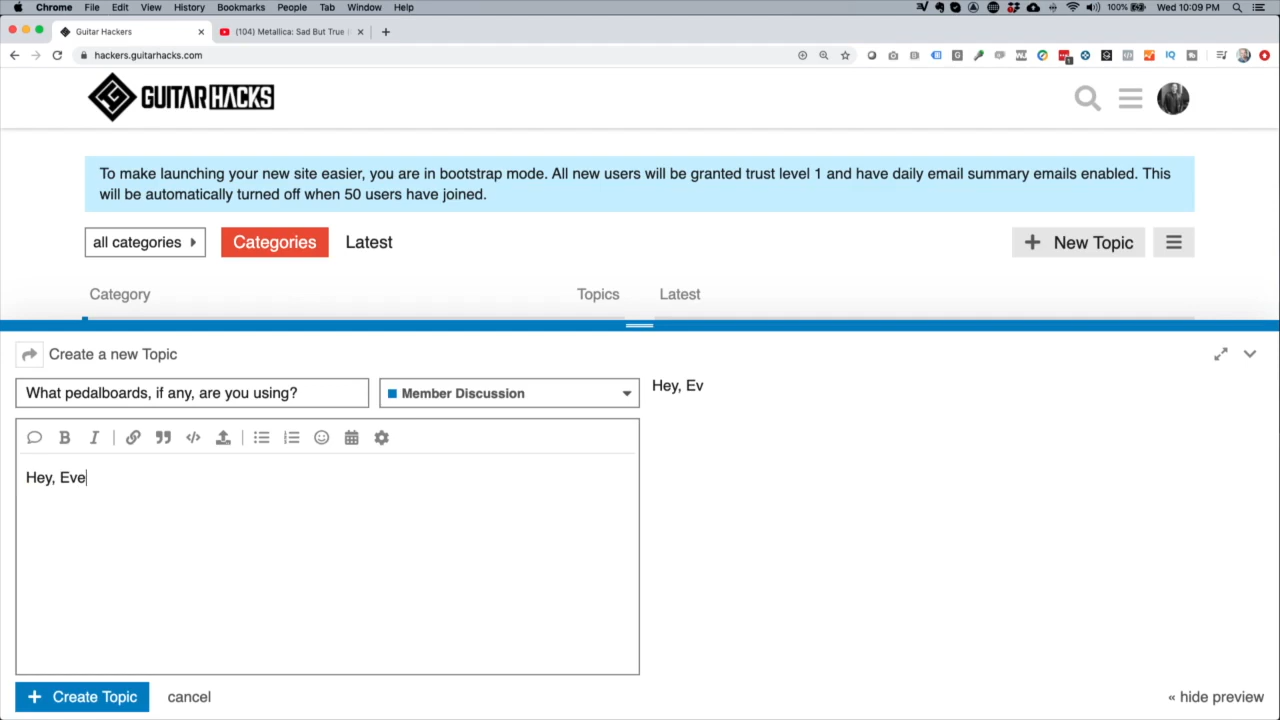 Chrome File Edit View History Bookmarks People Tab Window Help 100% Wed 10:09 PM
Guitar Hackers (104) Metallica: Sad But True
hackers.guitarhacks.com
GUITARHACKS
To make launching your new site easier, you are in bootstrap mode. All new users will be granted trust level 1 and have daily email summary emails enabled. This
will be automatically turned off when 50 users have joined.
all categories Categories Latest + New Topic
Category Topics Latest
Create a new Topic
What pedalboards, if any, are you using? Member Discussion
Hey, Ev
B I
Hey, Eve
+ Create Topic cancel « hide preview